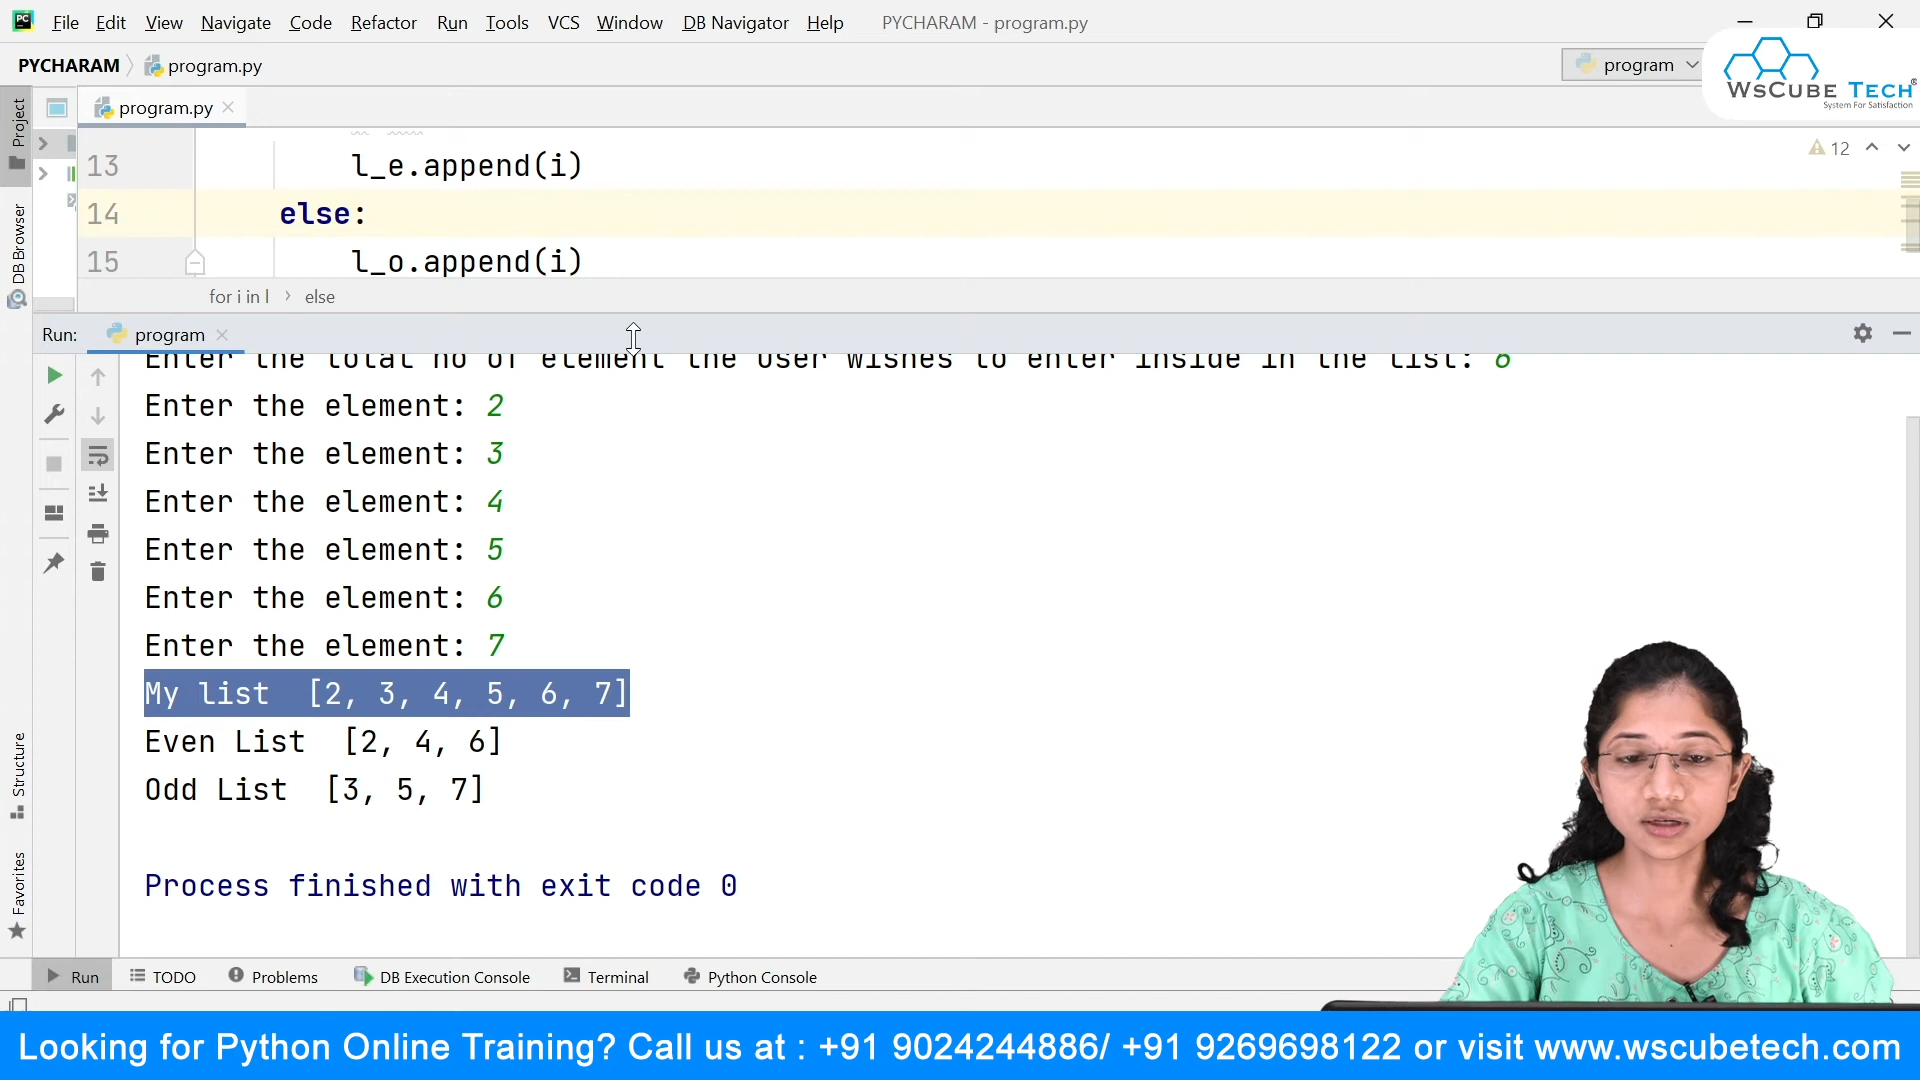 File Edit View Navigate Code Refactor Run Tools VCS Window DB Navigator Help PYCHARM - program.py
PYCHARAM program.py program
WsCube Tech
System For Satisfaction
Project
program.py
12
13 l_e.append(i)
14 else:
15 l_o.append(i)
DB Browser
for i in l › else
Run: program
Enter the total no of element the user wishes to enter inside in the list: 6
Enter the element: 2
Enter the element: 3
Enter the element: 4
Enter the element: 5
Enter the element: 6
Enter the element: 7
My list [2, 3, 4, 5, 6, 7]
Even List [2, 4, 6]
Odd List [3, 5, 7]
Process finished with exit code 0
Structure
Favorites
Run TODO Problems DB Execution Console Terminal Python Console
Looking for Python Online Training? Call us at : +91 9024244886/ +91 9269698122 or visit www.wscubetech.com